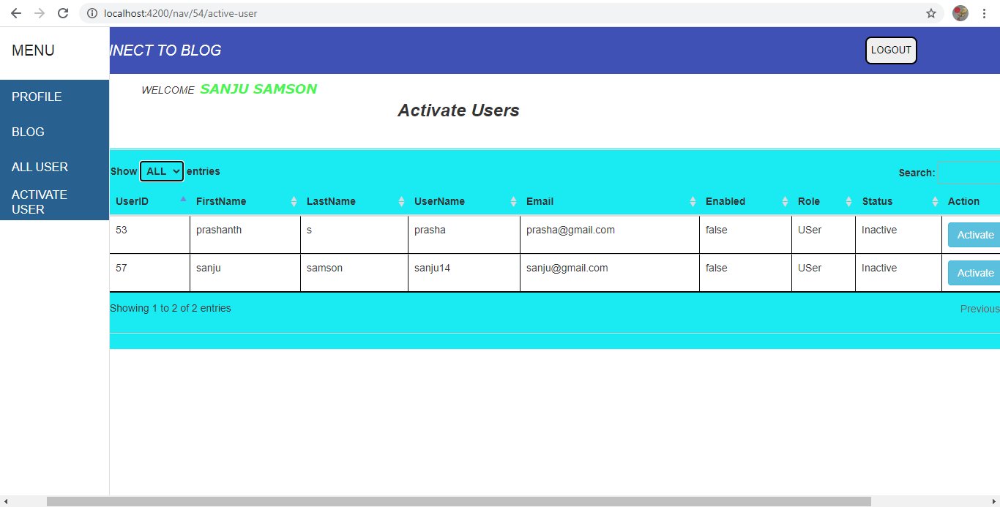 localhost:4200/nav/54/active-user
MENU
INECT TO BLOG
LOGOUT
PROFILE
BLOG
ALL USER
ACTIVATE
USER
WELCOME SANJU SAMSON
Activate Users
Show ALL entries
Search:
UserID FirstName LastName UserName Email Enabled Role Status Action
53 prashanth s prasha prasha@gmail.com false USer Inactive Activate
57 sanju samson sanju14 sanju@gmail.com false USer Inactive Activate
Showing 1 to 2 of 2 entries
Previous